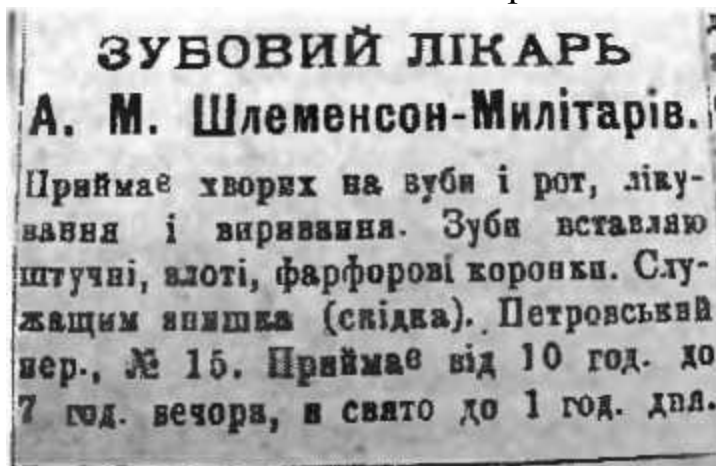 ЗУБОВИЙ ЛІКАРЬ
А. М. Шлеменсон-Милітарів.
Приймає хворих на зуби і рот, ліку-
вання і виривання. Зуби вставляю
штучні, злоті, фарфорові коронки. Слу-
жащим знижка (скідка). Петровський
пер., № 15. Приймає від 10 год. до
7 год. вечора, в свято до 1 год. дня.